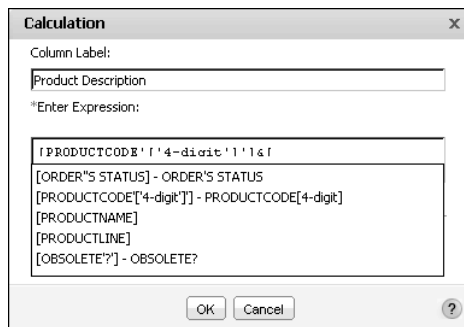 Calculation
x
Column Label:
Product Description
*Enter Expression:
[PRODUCTCODE'['4-digit']']&[
[ORDER''S STATUS] - ORDER'S STATUS
[PRODUCTCODE'['4-digit']'] - PRODUCTCODE[4-digit]
[PRODUCTNAME]
[PRODUCTLINE]
[OBSOLETE'?'] - OBSOLETE?
OK Cancel ?